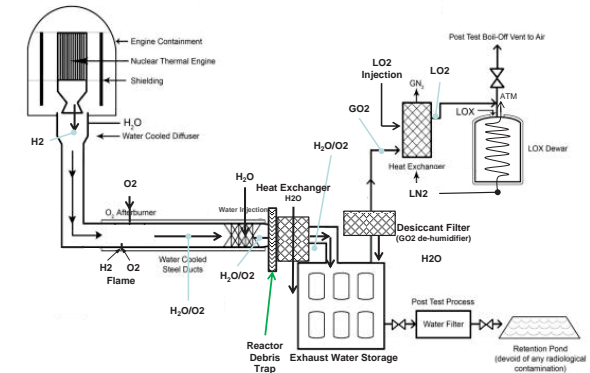 Engine Containment
Nuclear Thermal Engine
Shielding
H₂O
Water Cooled Diffuser
H2
O2
O₂ Afterburner
H2 O2
Flame
Water Cooled
Steel Ducts
H₂O/O2
H₂O
Water Injection
H₂O/O2
Heat Exchanger
H2O
H₂O/O2
Reactor
Debris
Trap
Exhaust Water Storage
Desiccant Filter
(GO2 de-humidifier)
H2O
GO2
LO2
Injection
GN₂
LO2
Heat Exchanger
LN2
Post Test Boil-Off Vent to Air
ATM
LOX
LOX Dewar
Post Test Process
Water Filter
Retention Pond
(devoid of any radiological
contamination)